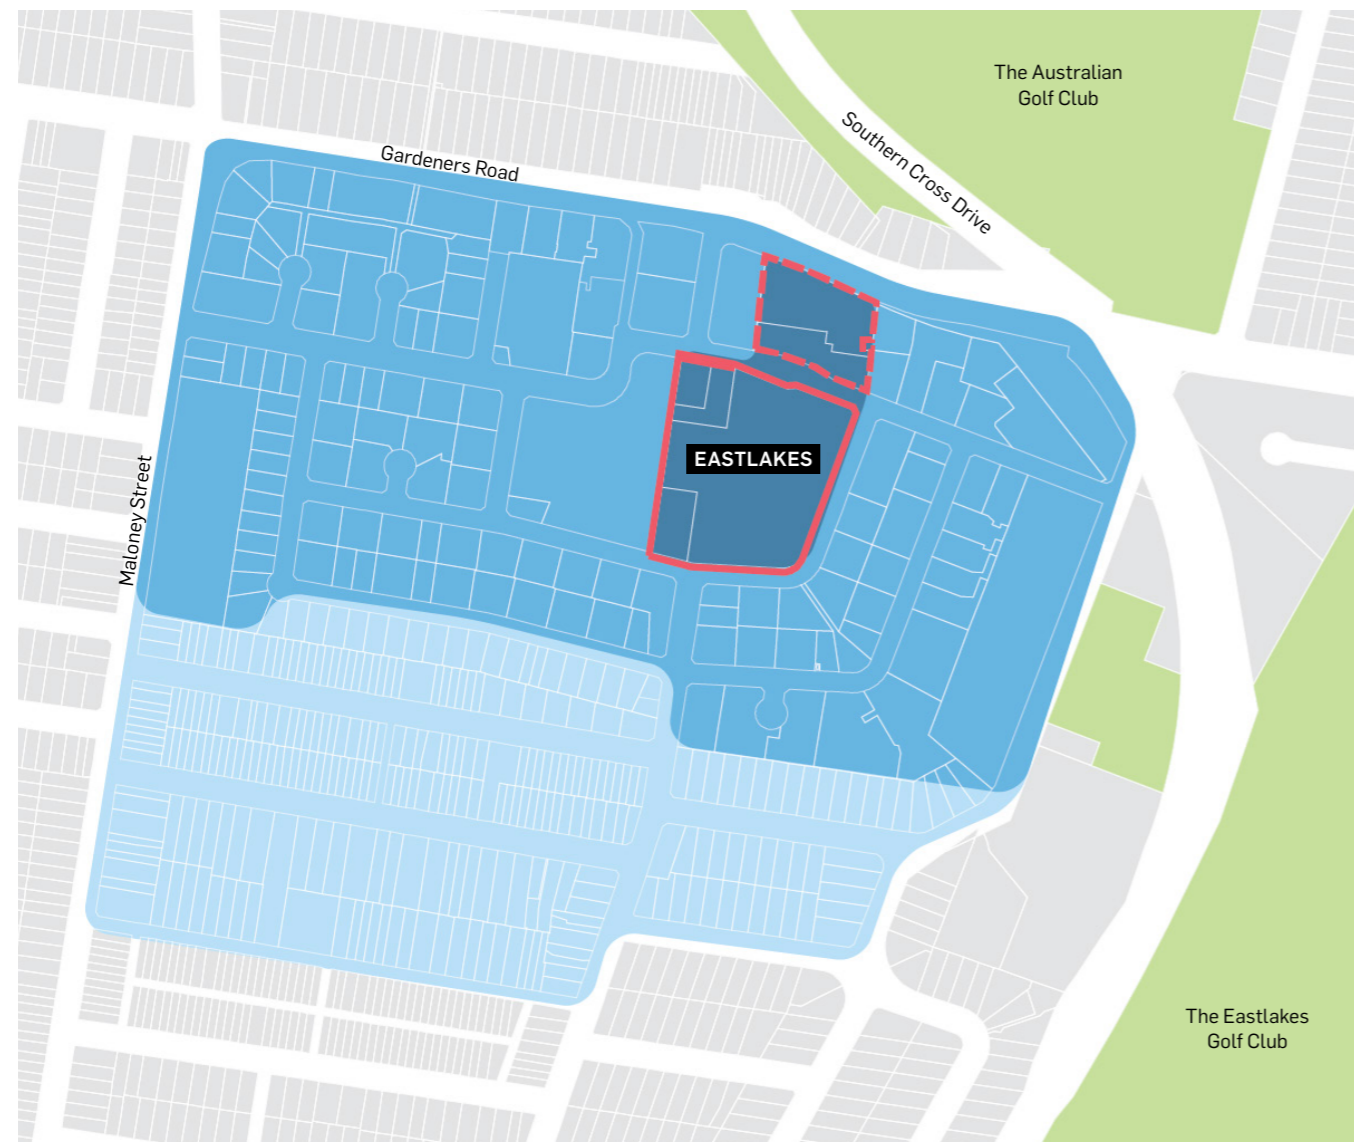 The Australian
Golf Club
Southern Cross Drive
Gardeners Road
EASTLAKES
Maloney Street
The Eastlakes
Golf Club